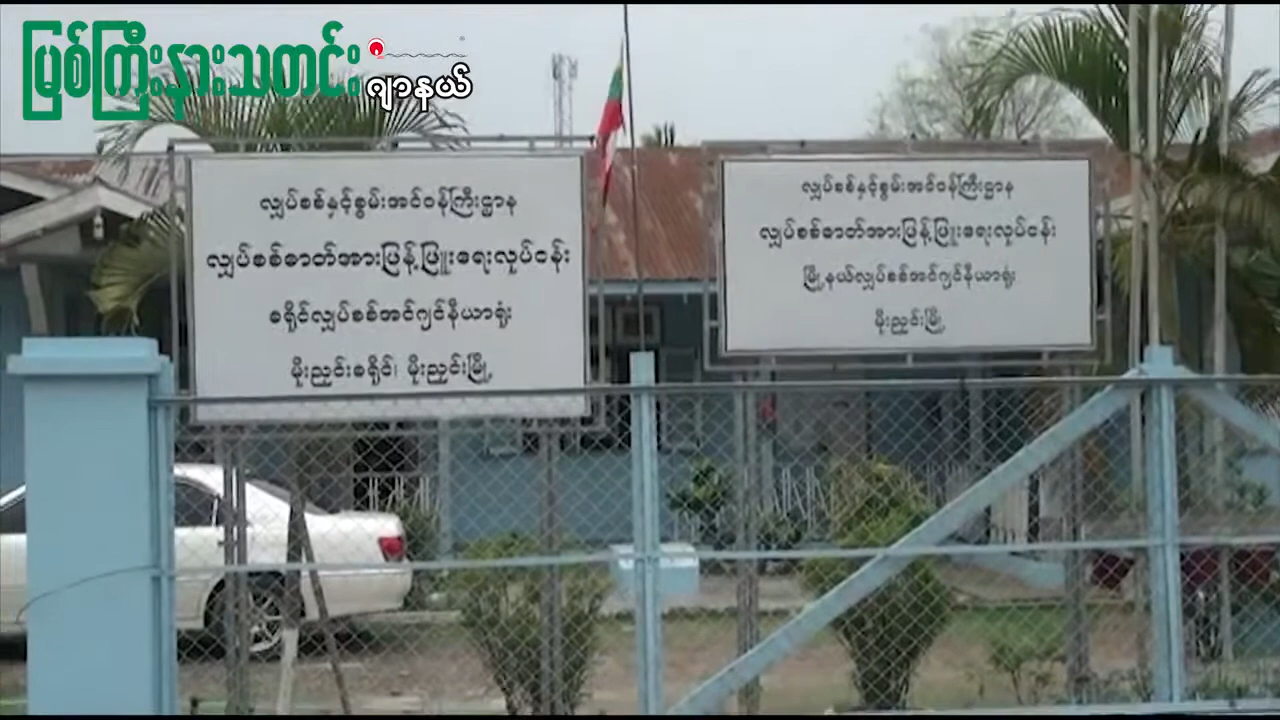 မြစ်ကြီးနားသတင်း
ဂျာနယ်
လျှပ်စစ်နှင့်စွမ်းအင်ဝန်ကြီးဌာန
လျှပ်စစ်ဓာတ်အားဖြန့်ဖြူးရေးလုပ်ငန်း
ခရိုင်လျှပ်စစ်အင်ဂျင်နီယာရုံး
မိုးညှင်းခရိုင်၊ မိုးညှင်းမြို့
လျှပ်စစ်နှင့်စွမ်းအင်ဝန်ကြီးဌာန
လျှပ်စစ်ဓာတ်အားဖြန့်ဖြူးရေးလုပ်ငန်း
မြို့နယ်လျှပ်စစ်အင်ဂျင်နီယာရုံး
မိုးညှင်းမြို့